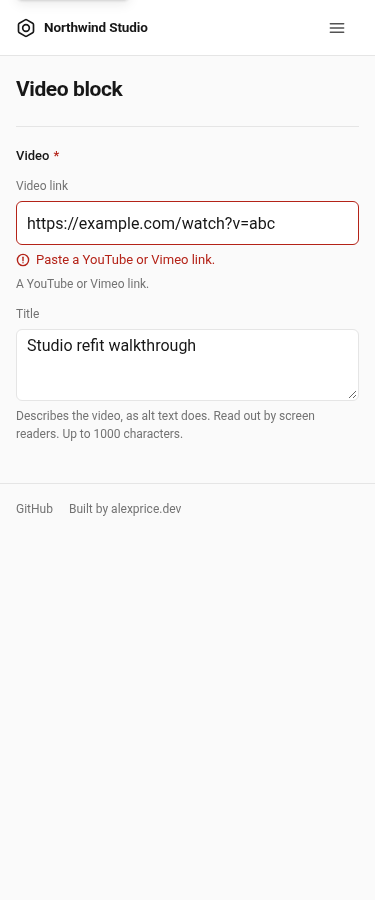 Northwind Studio
Video block
Video *
Video link
https://example.com/watch?v=abc
Paste a YouTube or Vimeo link.
A YouTube or Vimeo link.
Title
Studio refit walkthrough
Describes the video, as alt text does. Read out by screen
readers. Up to 1000 characters.
GitHub Built by alexprice.dev